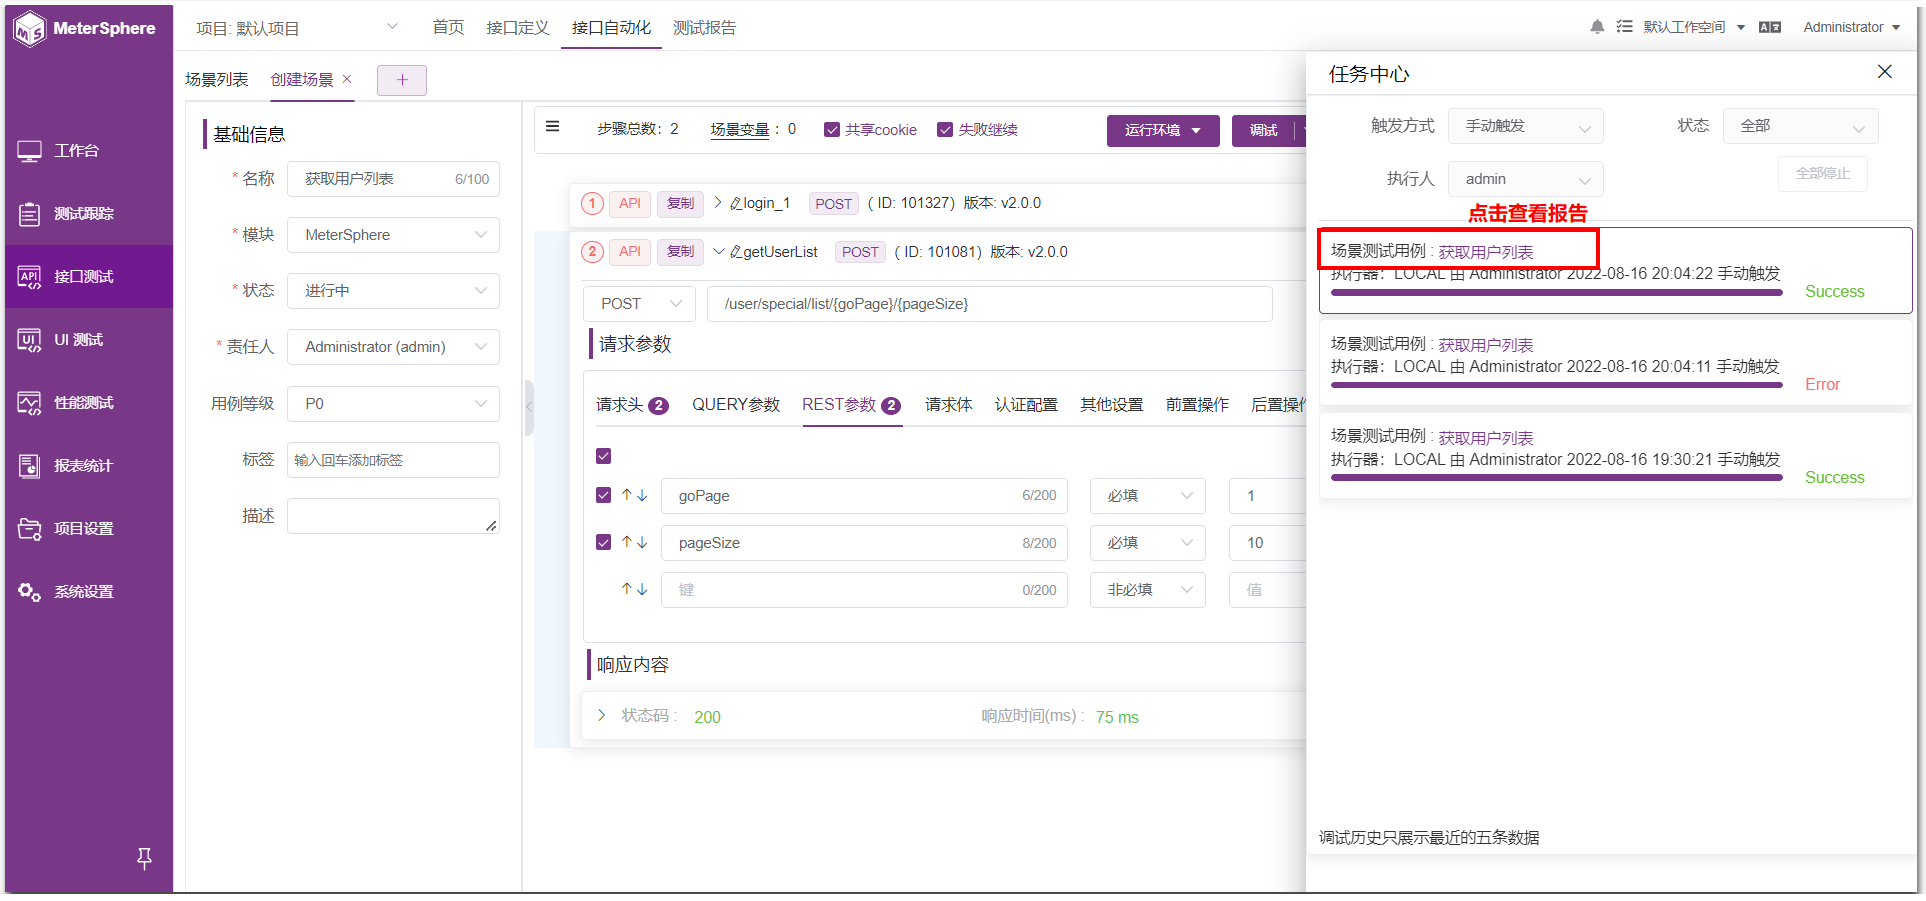 MeterSphere
项目: 默认项目
首页 接口定义 接口自动化 测试报告
默认工作空间
Administrator
工作台
测试跟踪
接口测试
UI 测试
性能测试
报表统计
项目设置
系统设置
场景列表 创建场景
基础信息
* 名称 获取用户列表 6/100
* 模块 MeterSphere
* 状态 进行中
* 责任人 Administrator (admin)
用例等级 P0
标签 输入回车添加标签
描述
步骤总数: 2 场景变量 : 0 共享cookie 失败继续 运行环境 调试
1 API 复制 login_1 POST ( ID: 101327) 版本: v2.0.0
2 API 复制 getUserList POST ( ID: 101081) 版本: v2.0.0
POST /user/special/list/{goPage}/{pageSize}
请求参数
请求头 2 QUERY参数 REST参数 2 请求体 认证配置 其他设置 前置操作 后置操作
goPage 6/200 必填 1
pageSize 8/200 必填 10
键 0/200 非必填 值
响应内容
状态码 : 200 响应时间(ms) : 75 ms
任务中心
触发方式 手动触发 状态 全部
执行人 admin 全部停止
点击查看报告
场景测试用例 : 获取用户列表
执行器: LOCAL 由 Administrator 2022-08-16 20:04:22 手动触发
Success
场景测试用例 : 获取用户列表
执行器: LOCAL 由 Administrator 2022-08-16 20:04:11 手动触发
Error
场景测试用例 : 获取用户列表
执行器: LOCAL 由 Administrator 2022-08-16 19:30:21 手动触发
Success
调试历史只展示最近的五条数据